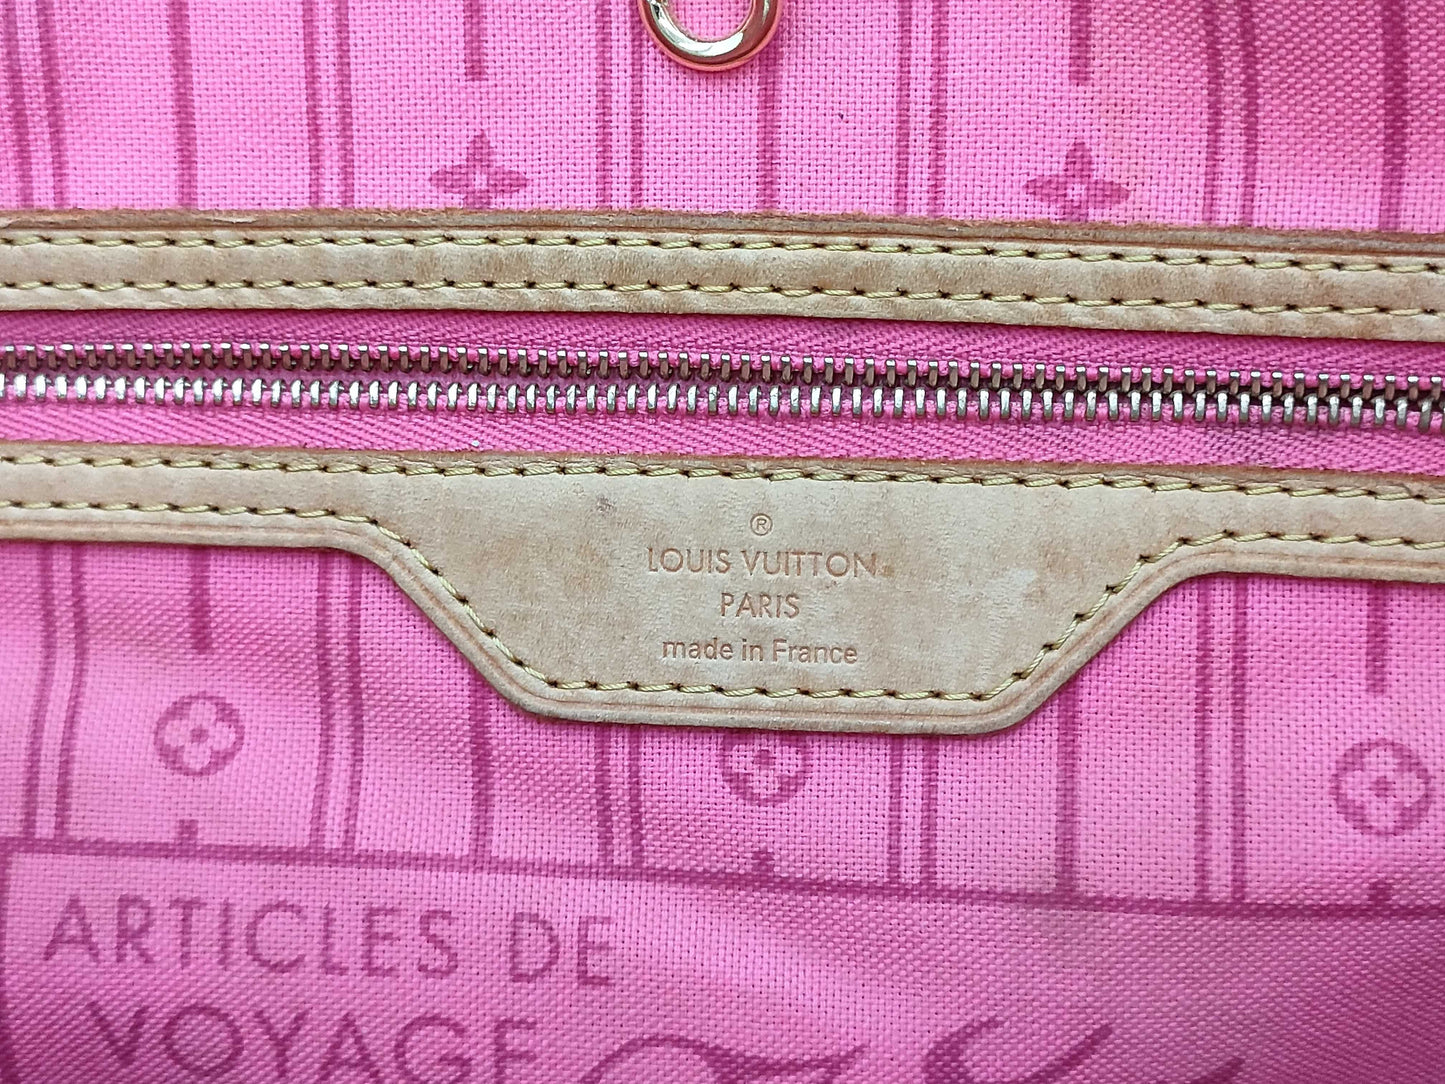 ®
LOUIS VUITTON
PARIS
made in France
ARTICLES DE
VOYAGE